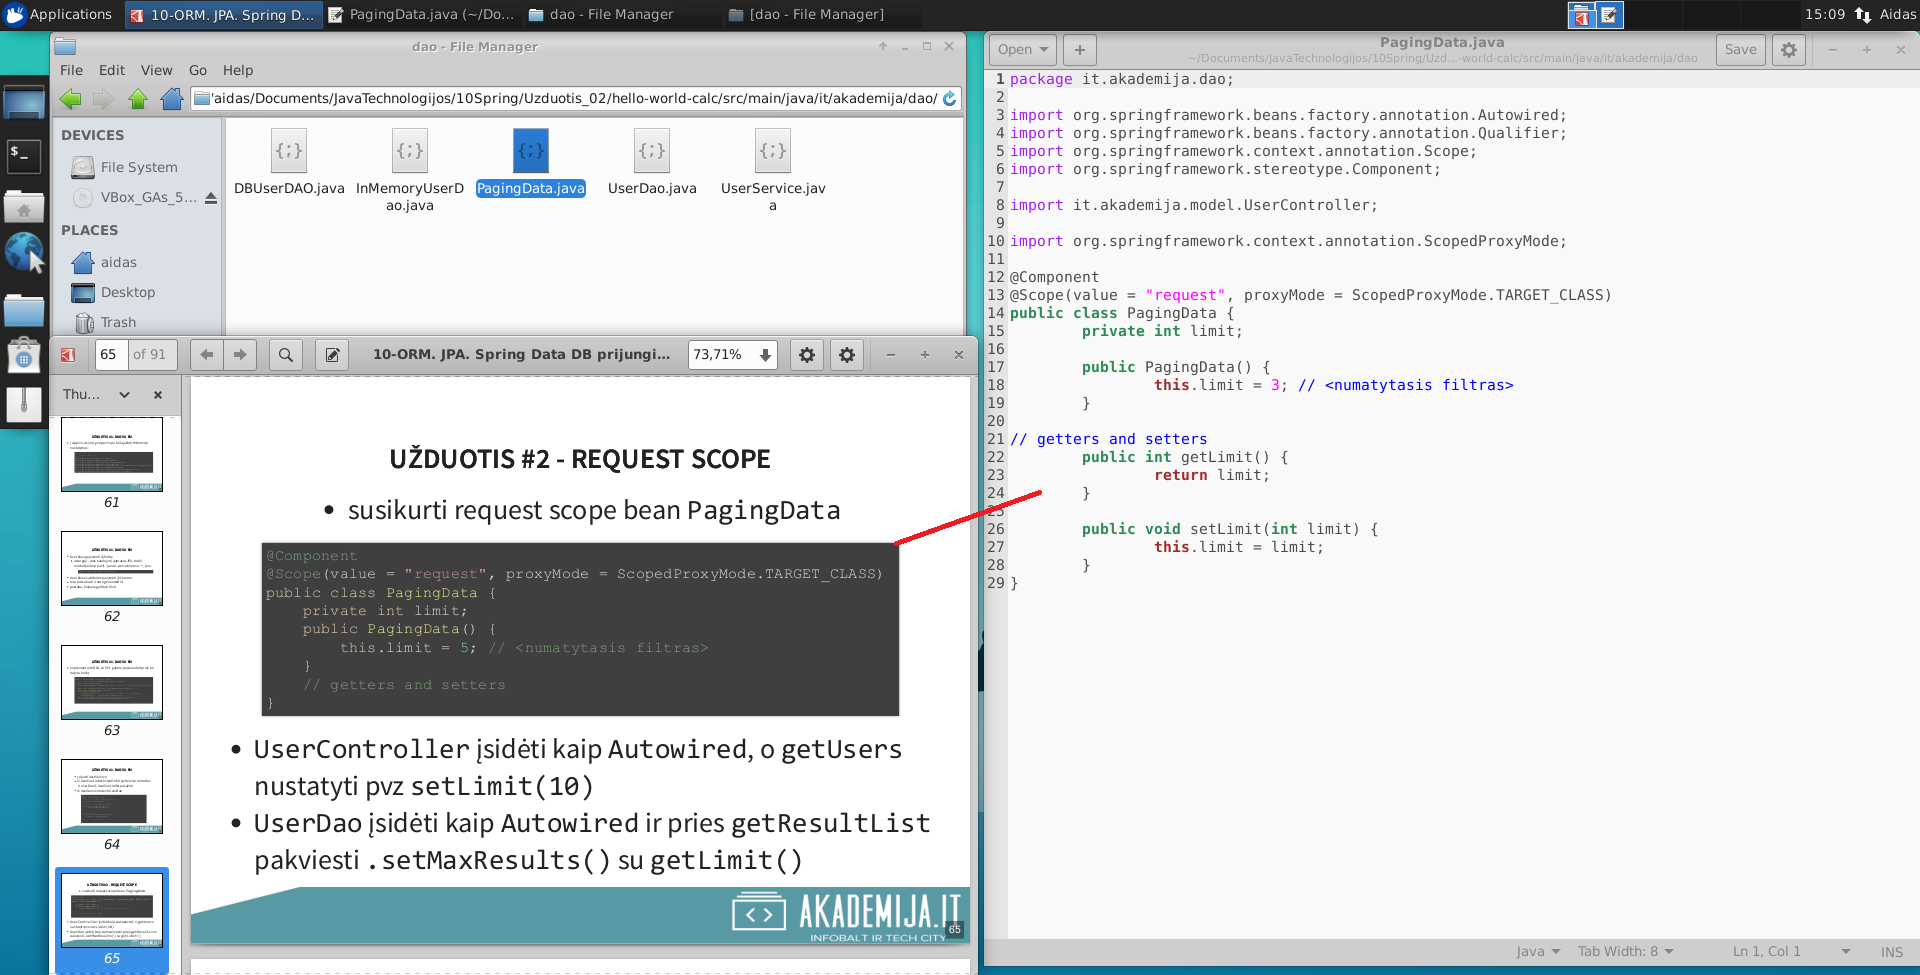 Applications
10-ORM. JPA. Spring D...
PagingData.java (~/Do...
dao - File Manager
[dao - File Manager]
15:09
Aidas
dao - File Manager
File Edit View Go Help
'aidas/Documents/JavaTechnologijos/10Spring/Uzduotis_02/hello-world-calc/src/main/java/it/akademija/dao/
DEVICES
File System
VBox_GAs_5...
PLACES
aidas
Desktop
Trash
DBUserDAO.java
InMemoryUserD
ao.java
PagingData.java
UserDao.java
UserService.jav
a
65 of 91
10-ORM. JPA. Spring Data DB prijungi...
73,71%
Thu...
61
62
63
64
65
UŽDUOTIS #2 - REQUEST SCOPE
• susikurti request scope bean PagingData
@Component
@Scope(value = "request", proxyMode = ScopedProxyMode.TARGET_CLASS)
public class PagingData {
private int limit;
public PagingData() {
this.limit = 5; // <numatytasis filtras>
}
// getters and setters
}
• UserController įsidėti kaip Autowired, o getUsers
nustatyti pvz setLimit(10)
• UserDao įsidėti kaip Autowired ir pries getResultList
pakviesti .setMaxResults() su getLimit()
AKADEMIJA.IT
INFOBALT IR TECH CITY
65
Open
+
PagingData.java
~/Documents/JavaTechnologijos/10Spring/Uzd...-world-calc/src/main/java/it/akademija/dao
Save
1 package it.akademija.dao;
2
3 import org.springframework.beans.factory.annotation.Autowired;
4 import org.springframework.beans.factory.annotation.Qualifier;
5 import org.springframework.context.annotation.Scope;
6 import org.springframework.stereotype.Component;
7
8 import it.akademija.model.UserController;
9
10 import org.springframework.context.annotation.ScopedProxyMode;
11
12 @Component
13 @Scope(value = "request", proxyMode = ScopedProxyMode.TARGET_CLASS)
14 public class PagingData {
15 private int limit;
16
17 public PagingData() {
18 this.limit = 3; // <numatytasis filtras>
19 }
20
21 // getters and setters
22 public int getLimit() {
23 return limit;
24 }
25
26 public void setLimit(int limit) {
27 this.limit = limit;
28 }
29 }
Java
Tab Width: 8
Ln 1, Col 1
INS